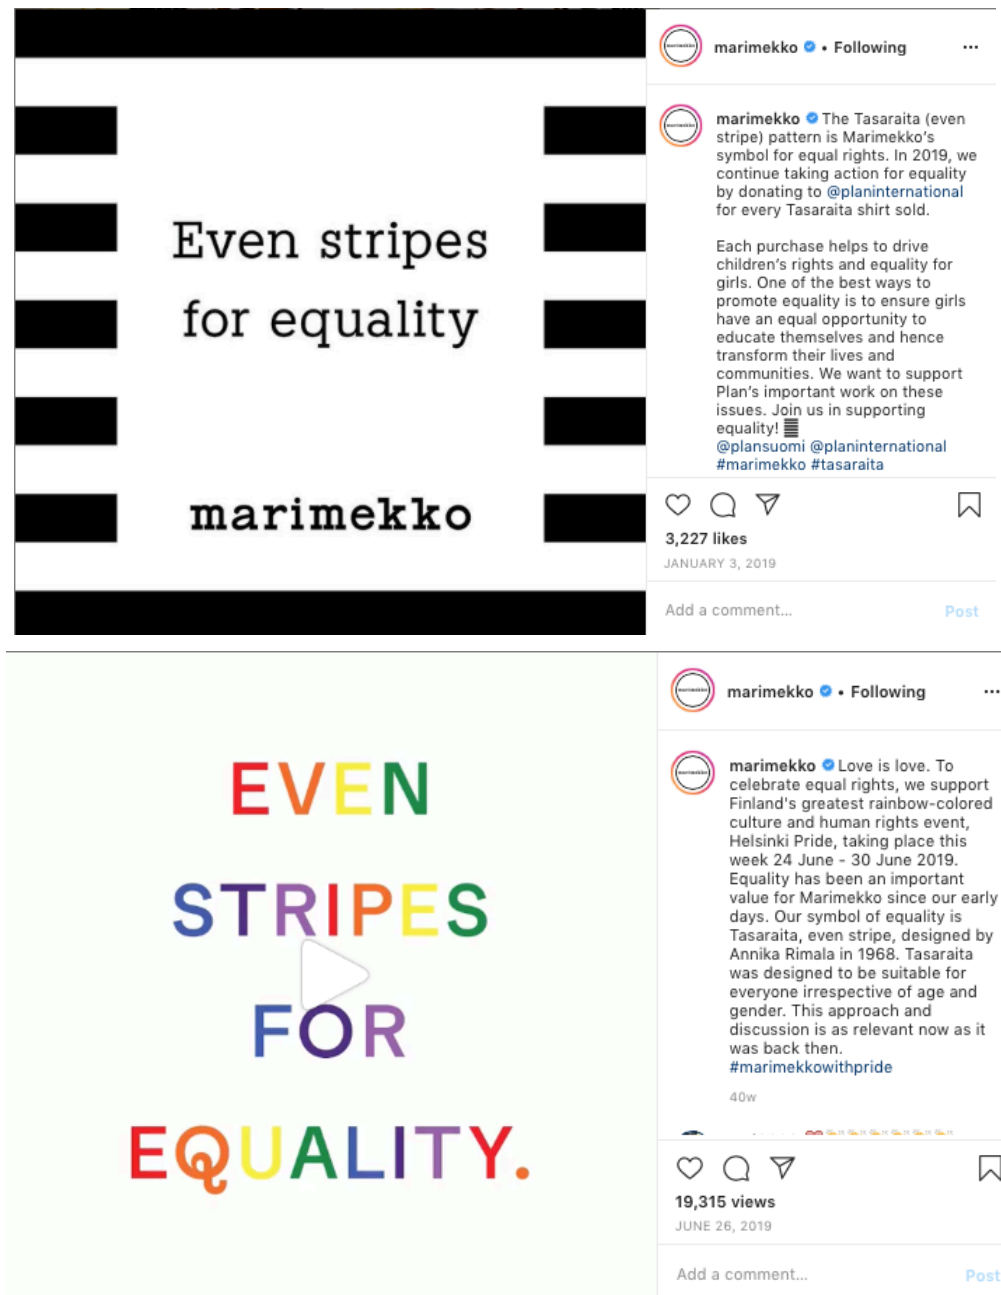 Even stripes
for equality
marimekko
marimekko • Following
marimekko The Tasaraita (even
stripe) pattern is Marimekko's
symbol for equal rights. In 2019, we
continue taking action for equality
by donating to @planinternational
for every Tasaraita shirt sold.
Each purchase helps to drive
children's rights and equality for
girls. One of the best ways to
promote equality is to ensure girls
have an equal opportunity to
educate themselves and hence
transform their lives and
communities. We want to support
Plan's important work on these
issues. Join us in supporting
equality!
@plansuomi @planinternational
#marimekko #tasaraita
3,227 likes
JANUARY 3, 2019
Add a comment... Post
EVEN
STRIPES
FOR
EQUALITY.
marimekko • Following
marimekko Love is love. To
celebrate equal rights, we support
Finland's greatest rainbow-colored
culture and human rights event,
Helsinki Pride, taking place this
week 24 June - 30 June 2019.
Equality has been an important
value for Marimekko since our early
days. Our symbol of equality is
Tasaraita, even stripe, designed by
Annika Rimala in 1968. Tasaraita
was designed to be suitable for
everyone irrespective of age and
gender. This approach and
discussion is as relevant now as it
was back then.
#marimekkowithpride
40w
19,315 views
JUNE 26, 2019
Add a comment... Post